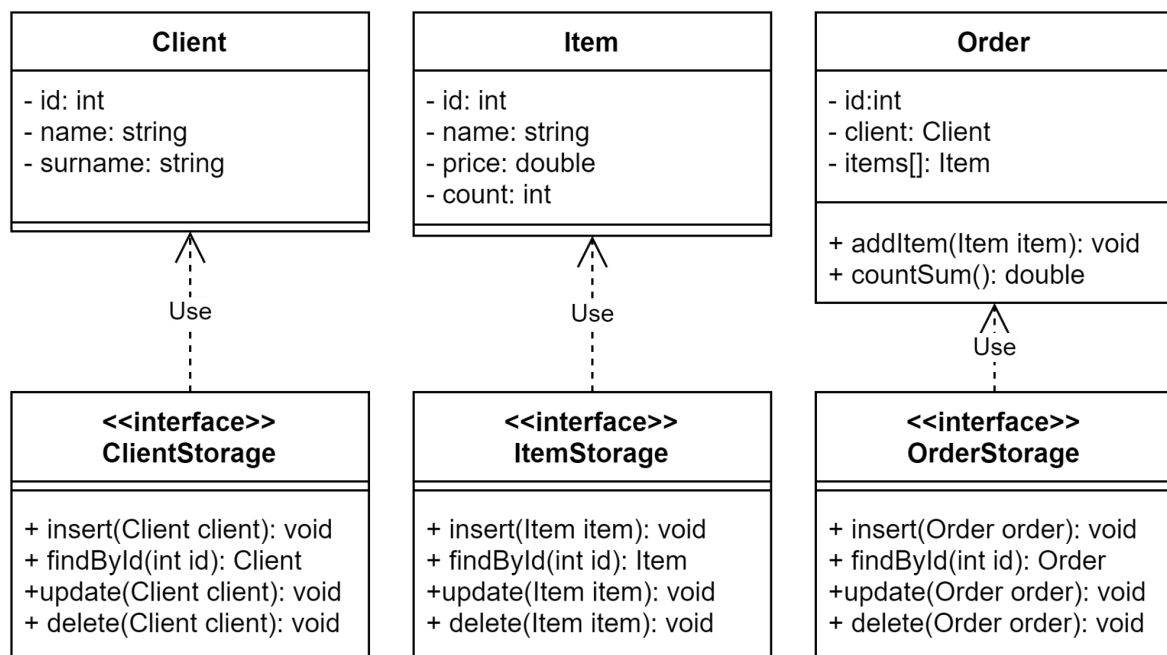 Client
- id: int
- name: string
- surname: string
Item
- id: int
- name: string
- price: double
- count: int
Order
- id:int
- client: Client
- items[]: Item
+ addItem(Item item): void
+ countSum(): double
Use
Use
Use
<<interface>>
ClientStorage
+ insert(Client client): void
+ findById(int id): Client
+update(Client client): void
+ delete(Client client): void
<<interface>>
ItemStorage
+ insert(Item item): void
+ findById(int id): Item
+update(Item item): void
+ delete(Item item): void
<<interface>>
OrderStorage
+ insert(Order order): void
+ findById(int id): Order
+update(Order order): void
+ delete(Order order): void